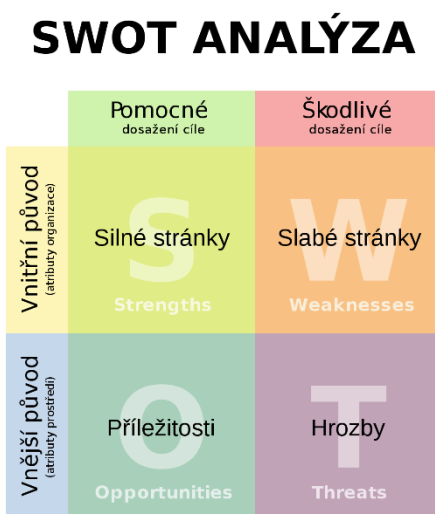 SWOT ANALÝZA
Pomocné
dosažení cíle
Škodlivé
dosažení cíle
Vnitřní původ
(atributy organizace)
S
Silné stránky
Strengths
W
Slabé stránky
Weaknesses
Vnější původ
(atributy prostředí)
O
Příležitosti
Opportunities
T
Hrozby
Threats